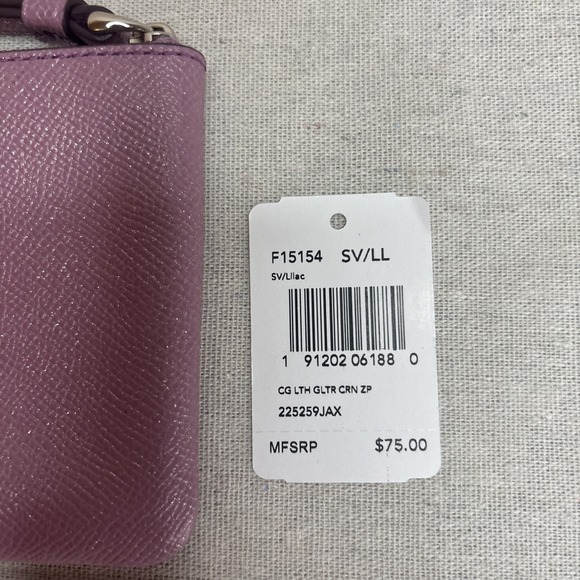 F15154 SV/LL
SV/Lilac
1 91202 06188 0
CG LTH GLTR CRN ZP
225259JAX
MFSRP $75.00